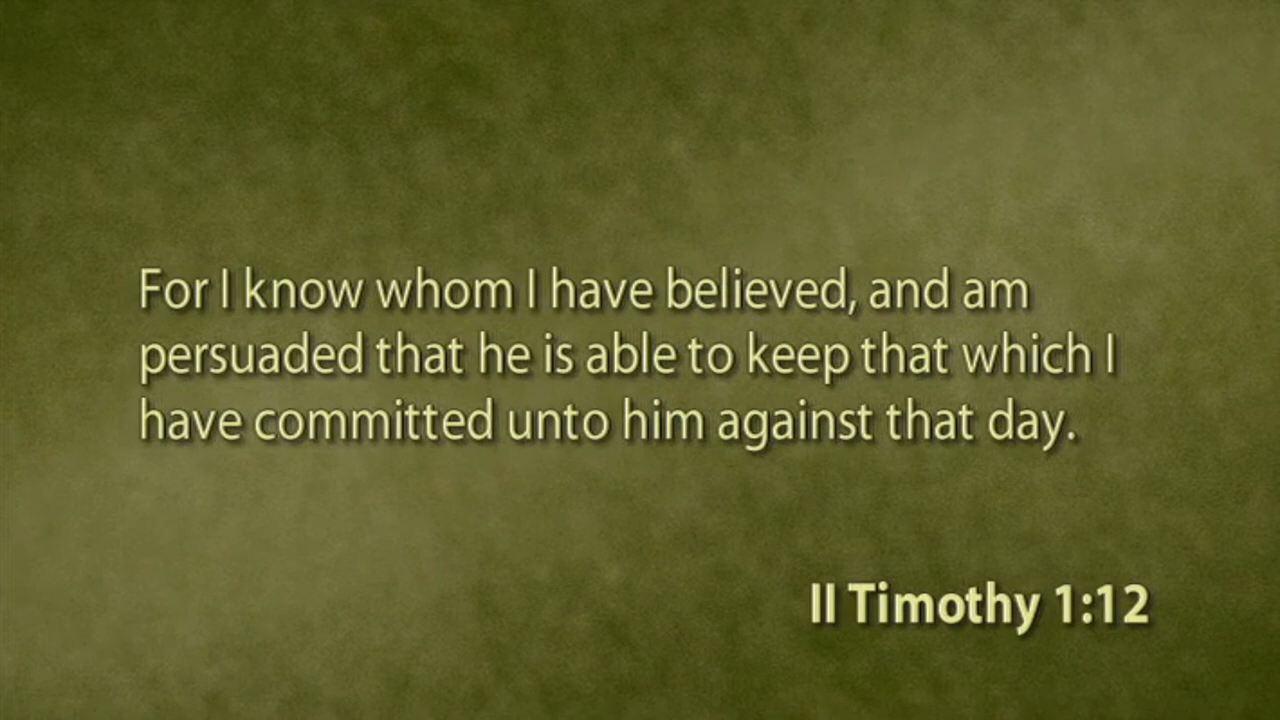 For I know whom I have believed, and am
persuaded that he is able to keep that which I
have committed unto him against that day.
II Timothy 1:12